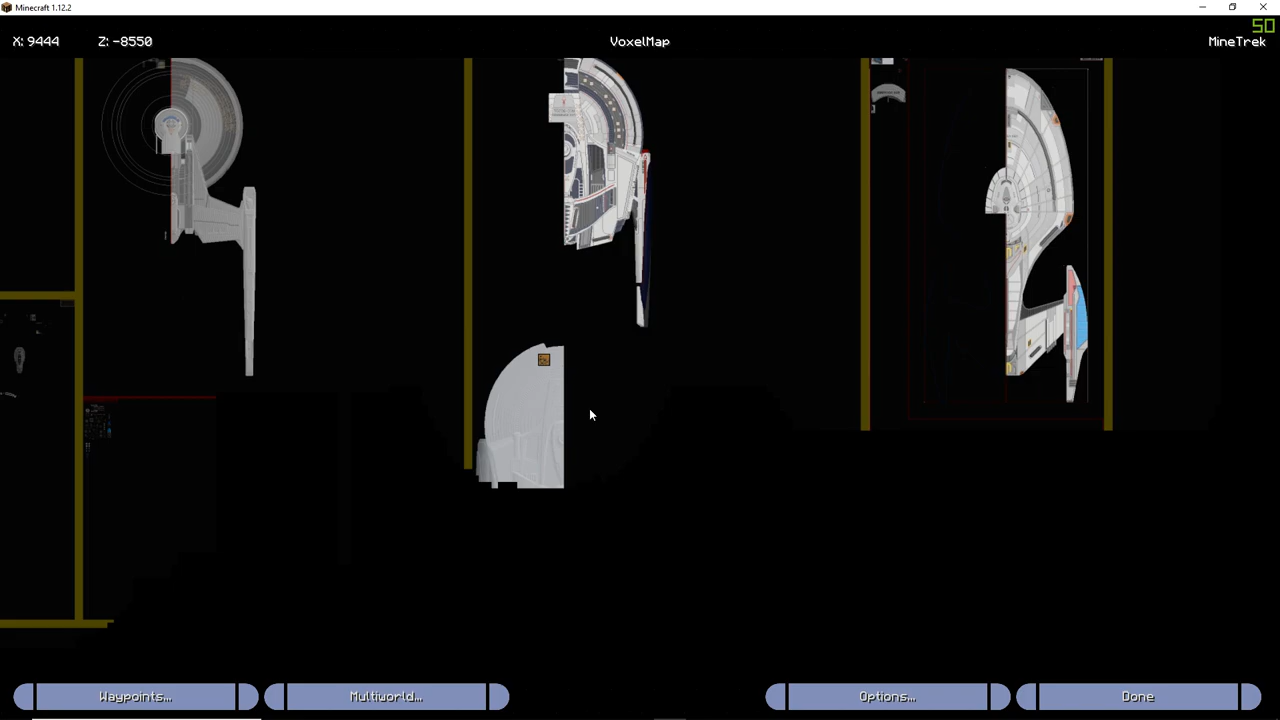 Minecraft 1.12.2
50
X: 9444 Z: -8550 VoxelMap MineTrek
Waypoints... Multiworld... Options... Done